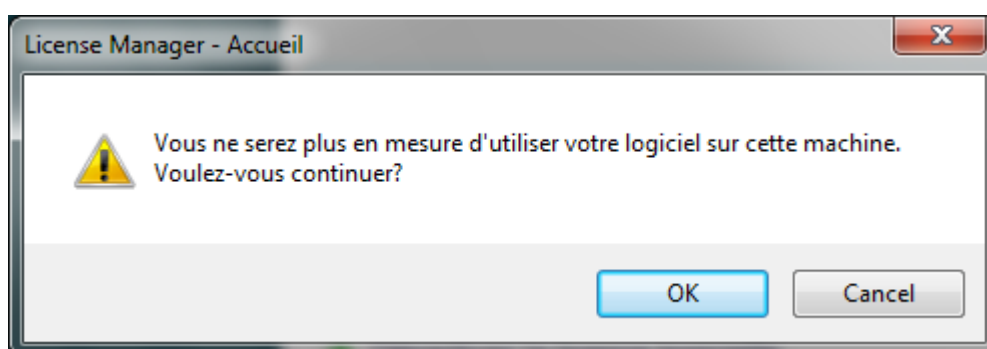 License Manager - Accueil
Vous ne serez plus en mesure d'utiliser votre logiciel sur cette machine.
Voulez-vous continuer?
OK
Cancel